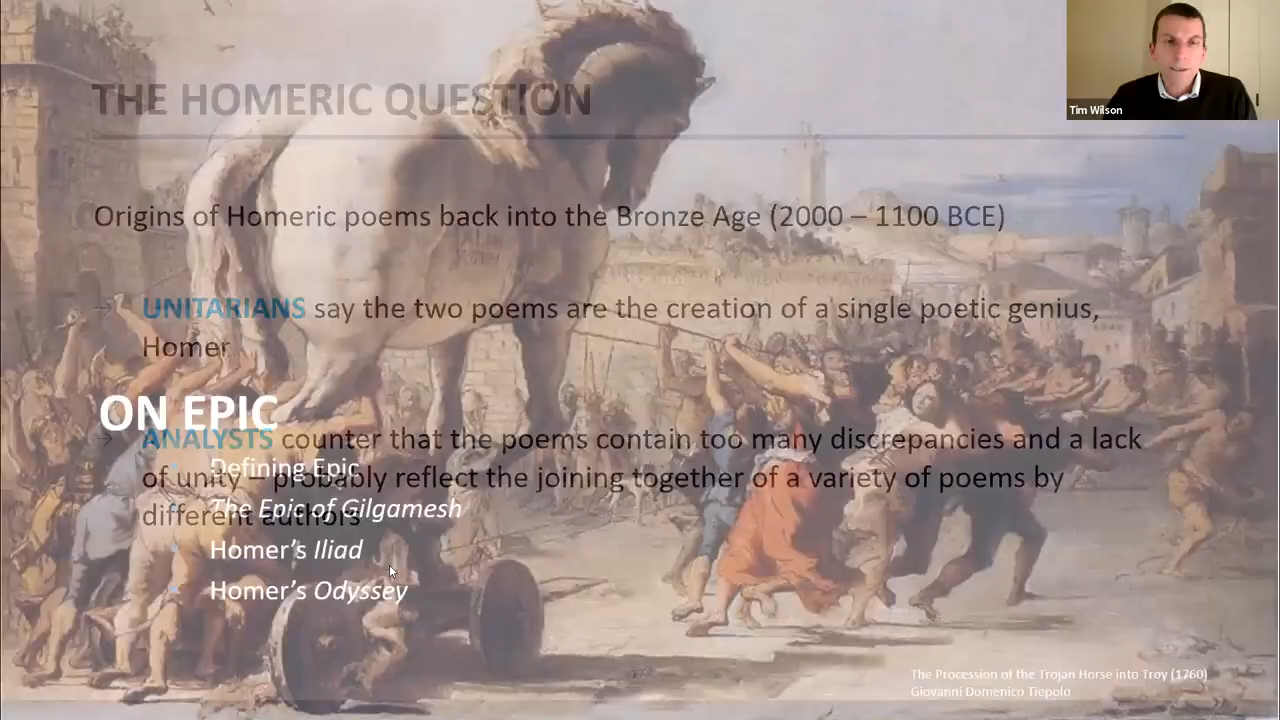 THE HOMERIC QUESTION
Tim Wilson
Origins of Homeric poems back into the Bronze Age (2000 – 1100 BCE)
UNITARIANS say the two poems are the creation of a single poetic genius,
Homer
ON EPIC
ANALYSTS counter that the poems contain too many discrepancies and a lack
Defining Epic
of unity – probably reflect the joining together of a variety of poems by
The Epic of Gilgamesh
different authors
Homer’s Iliad
Homer’s Odyssey
The Procession of the Trojan Horse into Troy (1760)
Giovanni Domenico Tiepolo